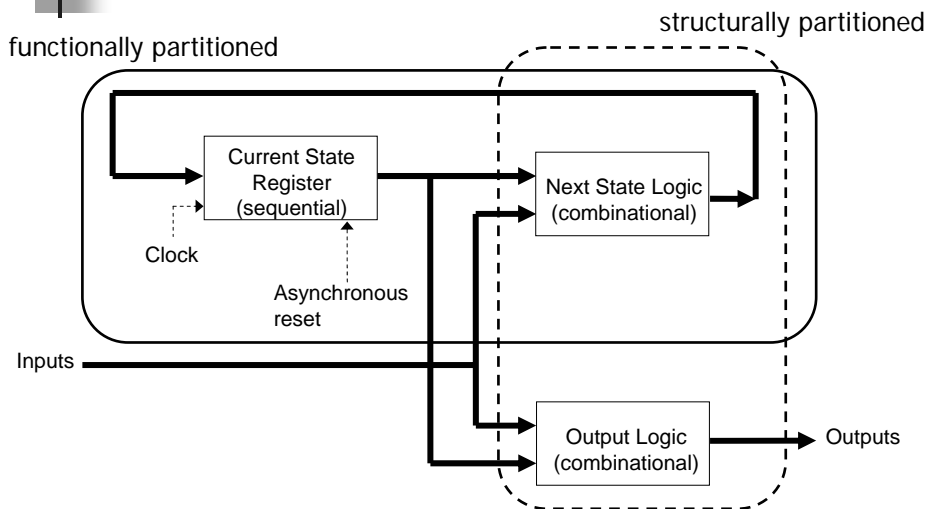 structurally partitioned
functionally partitioned
Current State
Register
(sequential)
Next State Logic
(combinational)
Clock
Asynchronous
reset
Inputs
Output Logic
(combinational)
Outputs